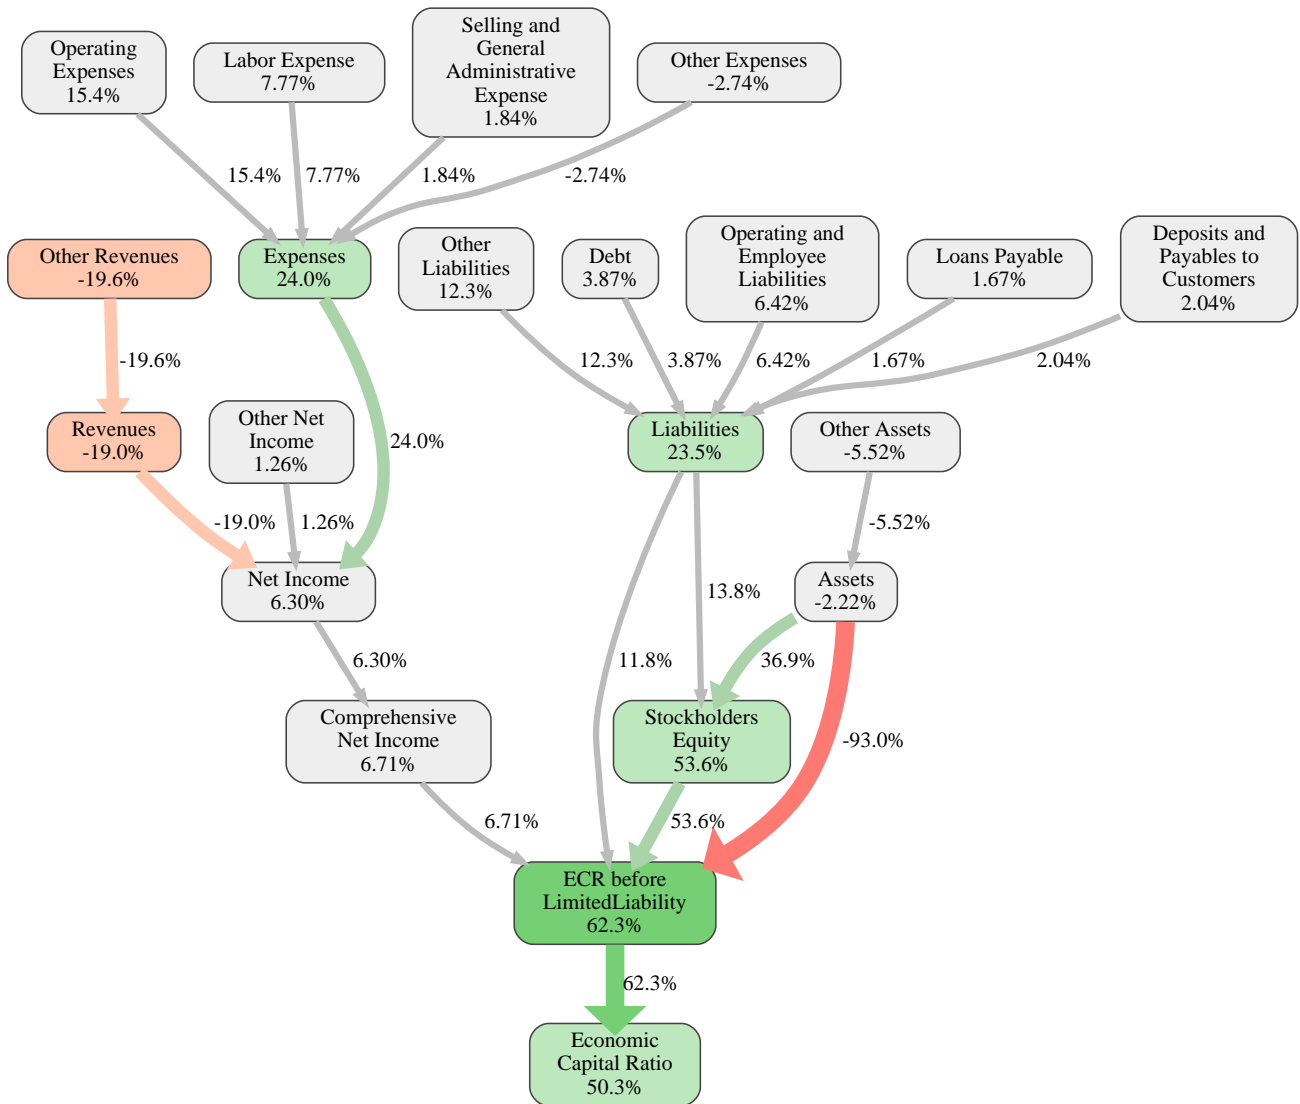 Operating
Expenses
15.4%
Labor Expense
7.77%
Selling and
General
Administrative
Expense
1.84%
Other Expenses
-2.74%
15.4%
7.77%
1.84%
-2.74%
Other Revenues
-19.6%
Expenses
24.0%
Other
Liabilities
12.3%
Debt
3.87%
Operating and
Employee
Liabilities
6.42%
Loans Payable
1.67%
Deposits and
Payables to
Customers
2.04%
-19.6%
12.3%
3.87%
6.42%
1.67%
2.04%
Revenues
-19.0%
Other Net
Income
1.26%
24.0%
Liabilities
23.5%
Other Assets
-5.52%
-19.0%
1.26%
-5.52%
Net Income
6.30%
13.8%
Assets
-2.22%
6.30%
11.8%
36.9%
Comprehensive
Net Income
6.71%
Stockholders
Equity
53.6%
-93.0%
6.71%
53.6%
ECR before
LimitedLiability
62.3%
62.3%
Economic
Capital Ratio
50.3%